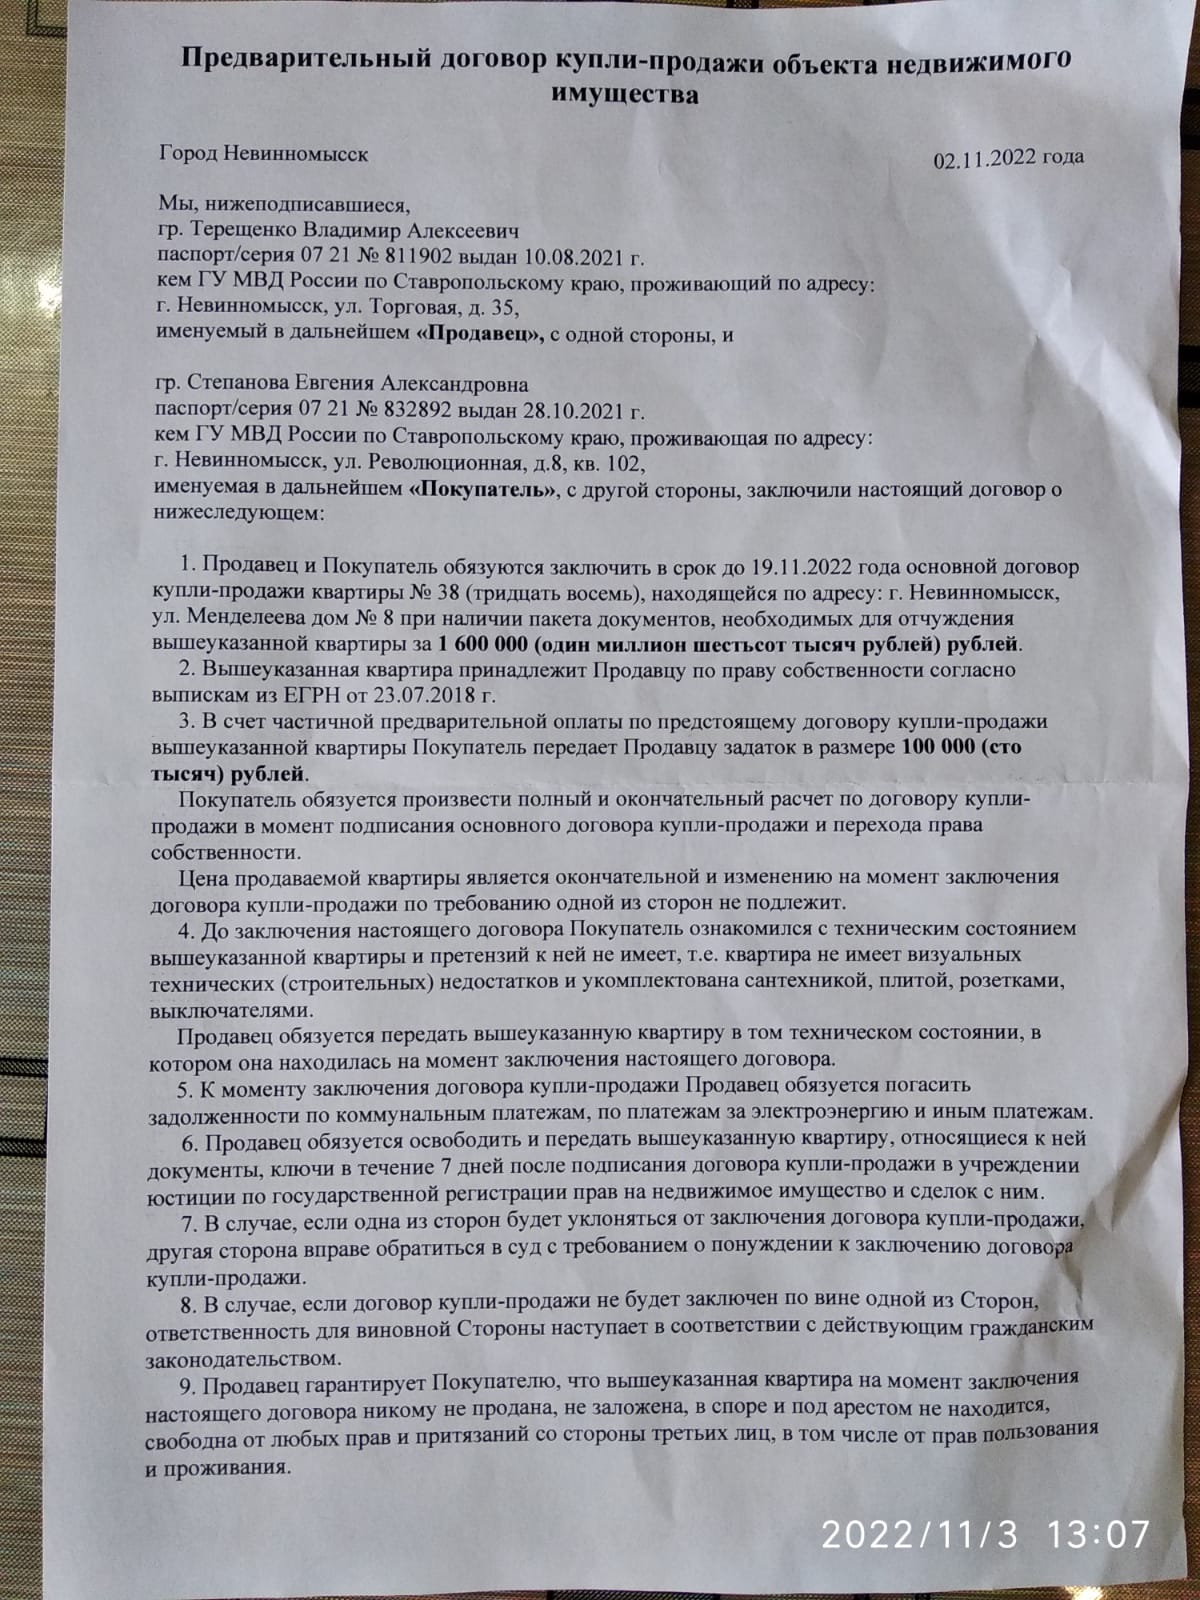 Предварительный договор купли-продажи объекта недвижимого
имущества
Город Невинномысск
02.11.2022 года
Мы, нижеподписавшиеся,
гр. Терещенко Владимир Алексеевич
паспорт/серия 07 21 № 811902 выдан 10.08.2021 г.
кем ГУ МВД России по Ставропольскому краю, проживающий по адресу:
г. Невинномысск, ул. Торговая, д. 35,
именуемый в дальнейшем «Продавец», с одной стороны, и
гр. Степанова Евгения Александровна
паспорт/серия 07 21 № 832892 выдан 28.10.2021 г.
кем ГУ МВД России по Ставропольскому краю, проживающая по адресу:
г. Невинномысск, ул. Революционная, д.8, кв. 102,
именуемая в дальнейшем «Покупатель», с другой стороны, заключили настоящий договор о
нижеследующем:
1. Продавец и Покупатель обязуются заключить в срок до 19.11.2022 года основной договор
купли-продажи квартиры № 38 (тридцать восемь), находящейся по адресу: г. Невинномысск,
ул. Менделеева дом № 8 при наличии пакета документов, необходимых для отчуждения
вышеуказанной квартиры за 1 600 000 (один миллион шестьсот тысяч рублей) рублей.
2. Вышеуказанная квартира принадлежит Продавцу по праву собственности согласно
выпискам из ЕГРН от 23.07.2018 г.
3. В счет частичной предварительной оплаты по предстоящему договору купли-продажи
вышеуказанной квартиры Покупатель передает Продавцу задаток в размере 100 000 (сто
тысяч) рублей.
Покупатель обязуется произвести полный и окончательный расчет по договору купли-
продажи в момент подписания основного договора купли-продажи и перехода права
собственности.
Цена продаваемой квартиры является окончательной и изменению на момент заключения
договора купли-продажи по требованию одной из сторон не подлежит.
4. До заключения настоящего договора Покупатель ознакомился с техническим состоянием
вышеуказанной квартиры и претензий к ней не имеет, т.е. квартира не имеет визуальных
технических (строительных) недостатков и укомплектована сантехникой, плитой, розетками,
выключателями.
Продавец обязуется передать вышеуказанную квартиру в том техническом состоянии, в
котором она находилась на момент заключения настоящего договора.
5. К моменту заключения договора купли-продажи Продавец обязуется погасить
задолженности по коммунальным платежам, по платежам за электроэнергию и иным платежам.
6. Продавец обязуется освободить и передать вышеуказанную квартиру, относящиеся к ней
документы, ключи в течение 7 дней после подписания договора купли-продажи в учреждении
юстиции по государственной регистрации прав на недвижимое имущество и сделок с ним.
7. В случае, если одна из сторон будет уклоняться от заключения договора купли-продажи,
другая сторона вправе обратиться в суд с требованием о понуждении к заключению договора
купли-продажи.
8. В случае, если договор купли-продажи не будет заключен по вине одной из Сторон,
ответственность для виновной Стороны наступает в соответствии с действующим гражданским
законодательством.
9. Продавец гарантирует Покупателю, что вышеуказанная квартира на момент заключения
настоящего договора никому не продана, не заложена, в споре и под арестом не находится,
свободна от любых прав и притязаний со стороны третьих лиц, в том числе от прав пользования
и проживания.
2022/11/3 13:07